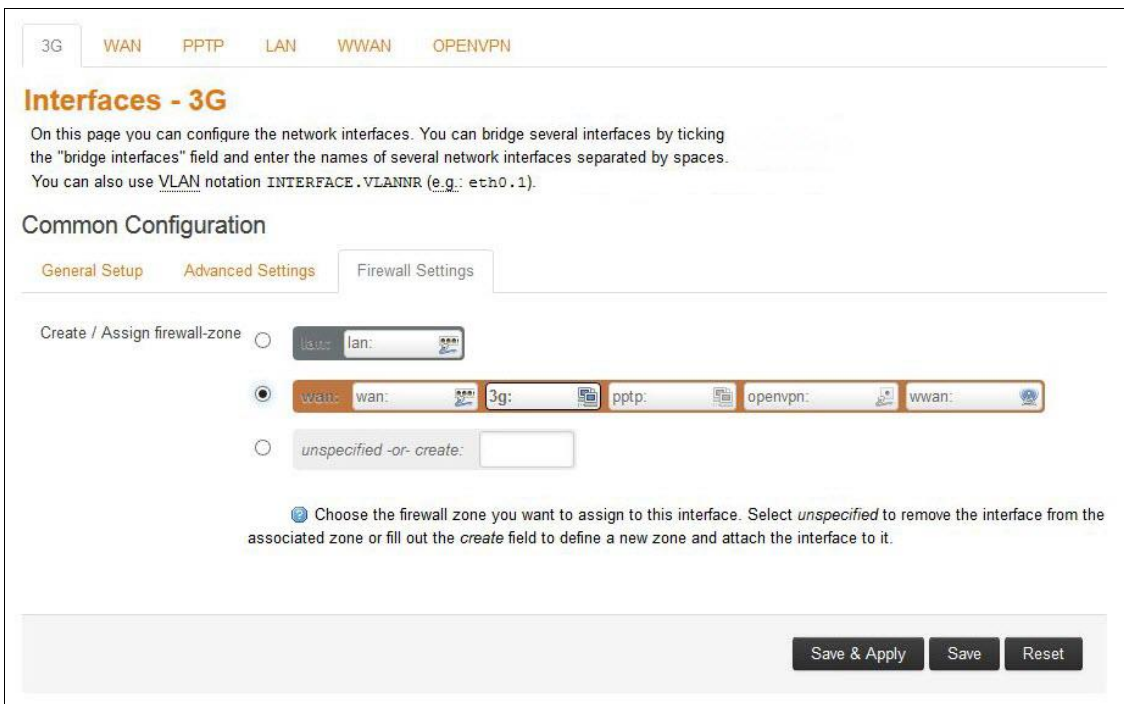 3G WAN PPTP LAN WWAN OPENVPN
Interfaces - 3G
On this page you can configure the network interfaces. You can bridge several interfaces by ticking
the "bridge interfaces" field and enter the names of several network interfaces separated by spaces.
You can also use VLAN notation INTERFACE.VLANNR (e.g.: eth0.1).
Common Configuration
General Setup Advanced Settings Firewall Settings
Create / Assign firewall-zone
lan: lan:
wan: wan: 3g: pptp: openvpn: wwan:
unspecified -or- create:
Choose the firewall zone you want to assign to this interface. Select unspecified to remove the interface from the
associated zone or fill out the create field to define a new zone and attach the interface to it.
Save & Apply Save Reset